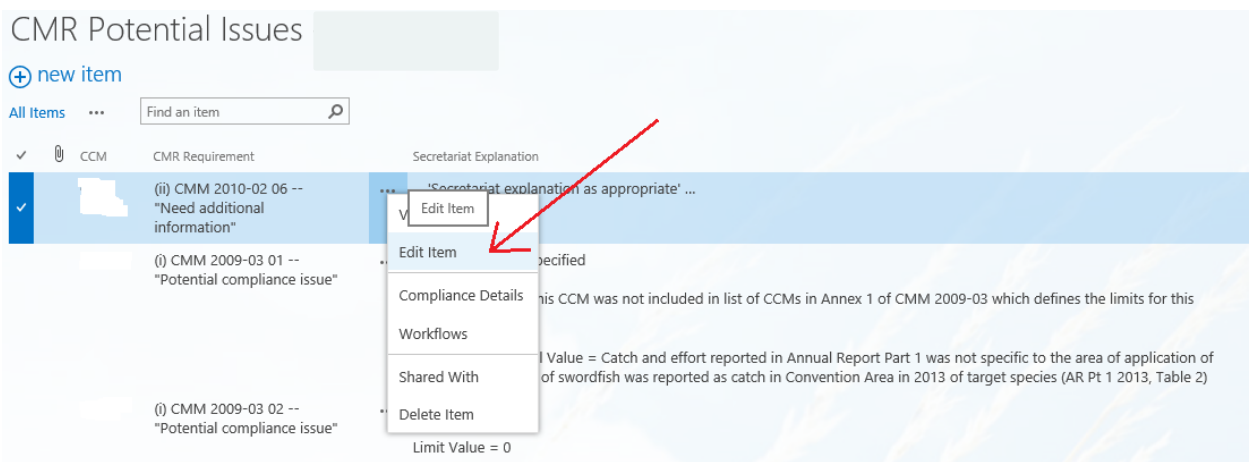 CMR Potential Issues
new item
All Items ... Find an item
CCM CMR Requirement Secretariat Explanation
(ii) CMM 2010-02 06 -- ... 'Secretariat explanation as appropriate' ...
"Need additional
information"
V
Edit Item
Edit Item
(i) CMM 2009-03 01 --
"Potential compliance issue"
Compliance Details
his CCM was not included in list of CCMs in Annex 1 of CMM 2009-03 which defines the limits for this
Workflows
l Value = Catch and effort reported in Annual Report Part 1 was not specific to the area of application of
Shared With of swordfish was reported as catch in Convention Area in 2013 of target species (AR Pt 1 2013, Table 2)
(i) CMM 2009-03 02 --
"Potential compliance issue"
Delete Item
Limit Value = 0